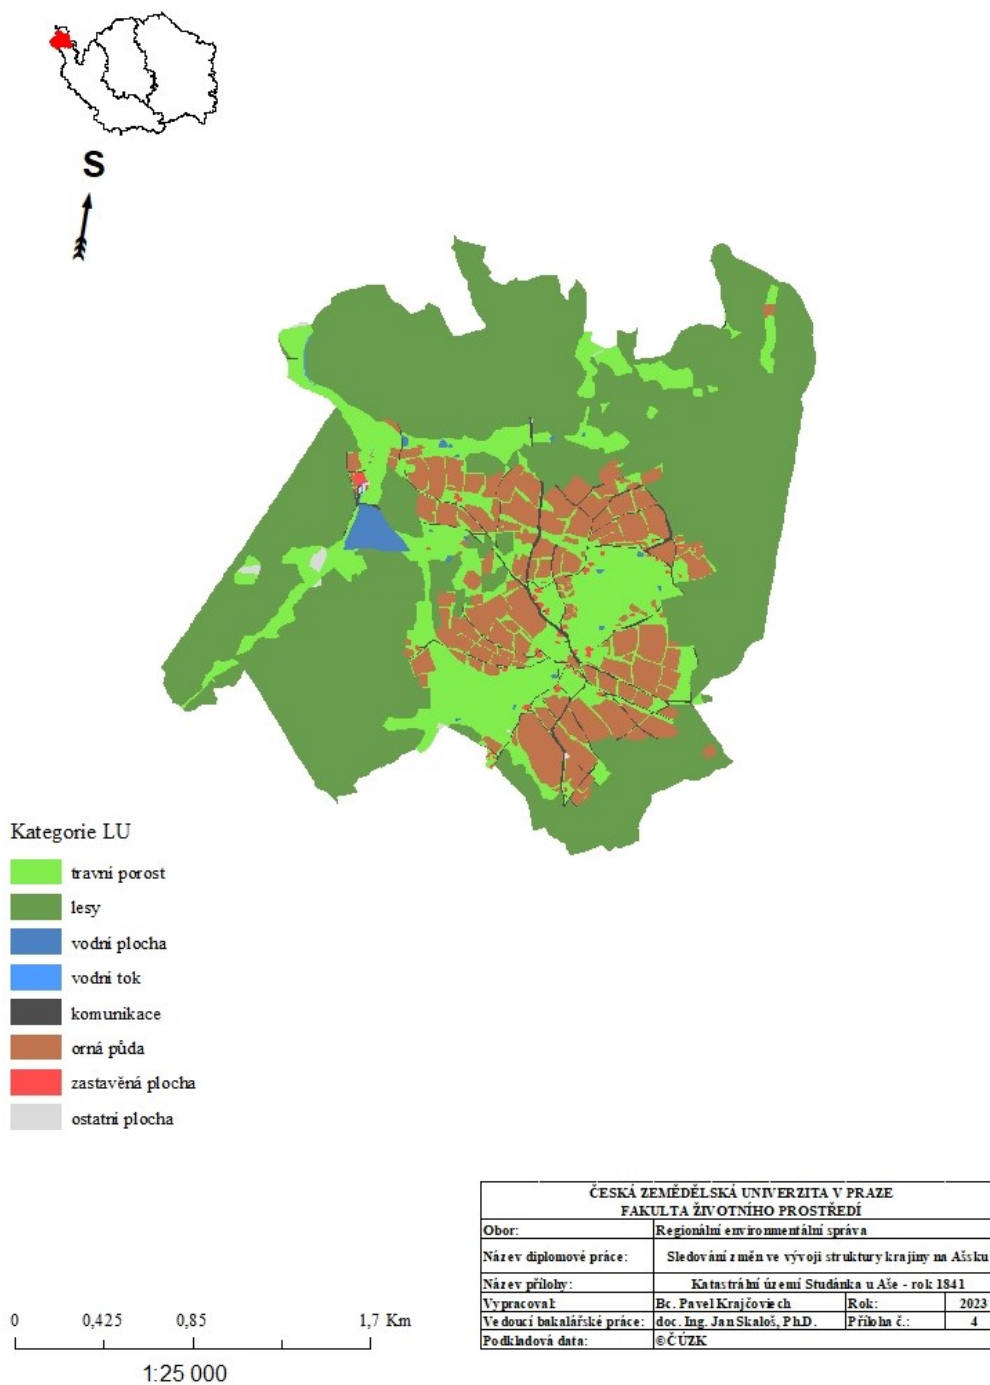 S
Kategorie LU
travní porost
lesy
vodní plocha
vodní tok
komunikace
orná půda
zastavěná plocha
ostatní plocha
ČESKÁ ZEMĚDĚLSKÁ UNIVERZITA V PRAZE
FAKULTA ŽIVOTNÍHO PROSTŘEDÍ
Obor: Regionální environmentální správa
Název diplomové práce: Sledování změn ve vývoji struktury krajiny na Ašsku
Název přílohy: Katastrální území Studánka u Aše - rok 1841
Vypracoval: Bc. Pavel Krajčoviech Rok: 2023
Vedoucí bakalářské práce: doc. Ing. Jan Skaloš, Ph.D. Příloha č.: 4
Podkladová data: ©ČÚZK
0 0,425 0,85 1,7 Km
1:25 000